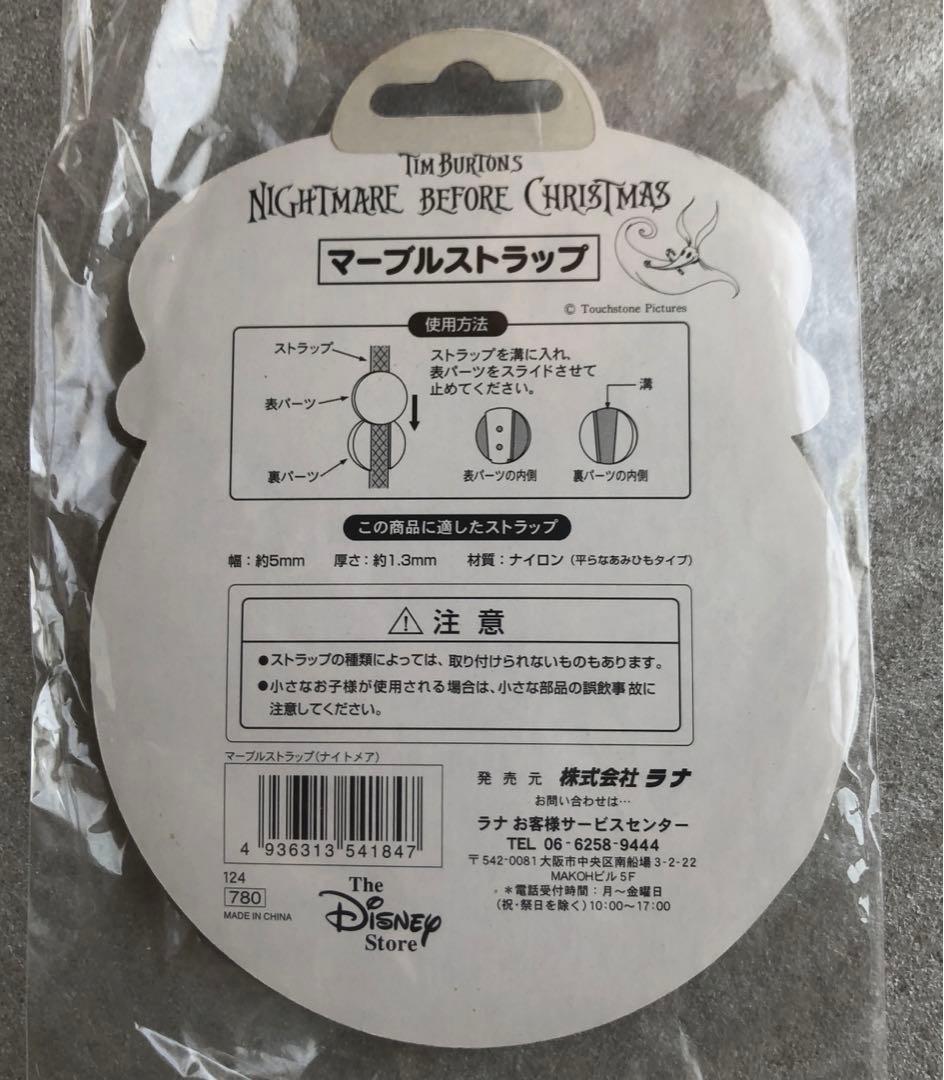 TIM BURTON'S
NIGHTMARE BEFORE CHRISTMAS
マーブルストラップ
© Touchstone Pictures
使用方法
ストラップ
表パーツ
裏パーツ
ストラップを溝に入れ、
表パーツをスライドさせて
止めてください。
溝
表パーツの内側
裏パーツの内側
この商品に適したストラップ
幅：約5mm 厚さ：約1.3mm 材質：ナイロン（平らなあみひもタイプ）
注意
●ストラップの種類によっては、取り付けられないものもあります。
●小さなお子様が使用される場合は、小さな部品の誤飲事故に
注意してください。
マーブルストラップ（ナイトメア）
4 936313 541847
124
780
MADE IN CHINA
The
Disney
Store
発売元 株式会社 ラナ
お問い合わせは…
ラナ お客様サービスセンター
TEL 06-6258-9444
〒542-0081 大阪市中央区南船場3-2-22
MAKOHビル5F
＊電話受付時間：月〜金曜日
（祝・祭日を除く）10:00〜17:00